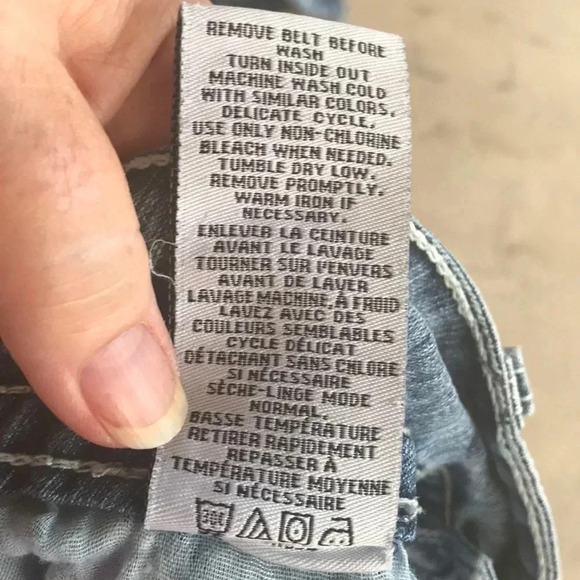 REMOVE BELT BEFORE
WASH
TURN INSIDE OUT
MACHINE WASH COLD
WITH SIMILAR COLORS.
DELICATE CYCLE.
USE ONLY NON-CHLORINE
BLEACH WHEN NEEDED.
TUMBLE DRY LOW.
REMOVE PROMPTLY.
WARM IRON IF
NECESSARY.
ENLEVER LA CEINTURE
AVANT LE LAVAGE
TOURNER SUR l'ENVERS
AVANT DE LAVER
LAVAGE MACHINE,À FROID
LAVEZ AVEC DES
COULEURS SEMBLABLES
CYCLE DÉLICAT
DÉTACHANT SANS CHLORE
SI NÉCESSAIRE
SÈCHE-LINGE MODE
NORMAL.
BASSE TEMPÉRATURE
RETIRER RAPIDEMENT
REPASSER À
TEMPÉRATURE MOYENNE
SI NÉCESSAIRE